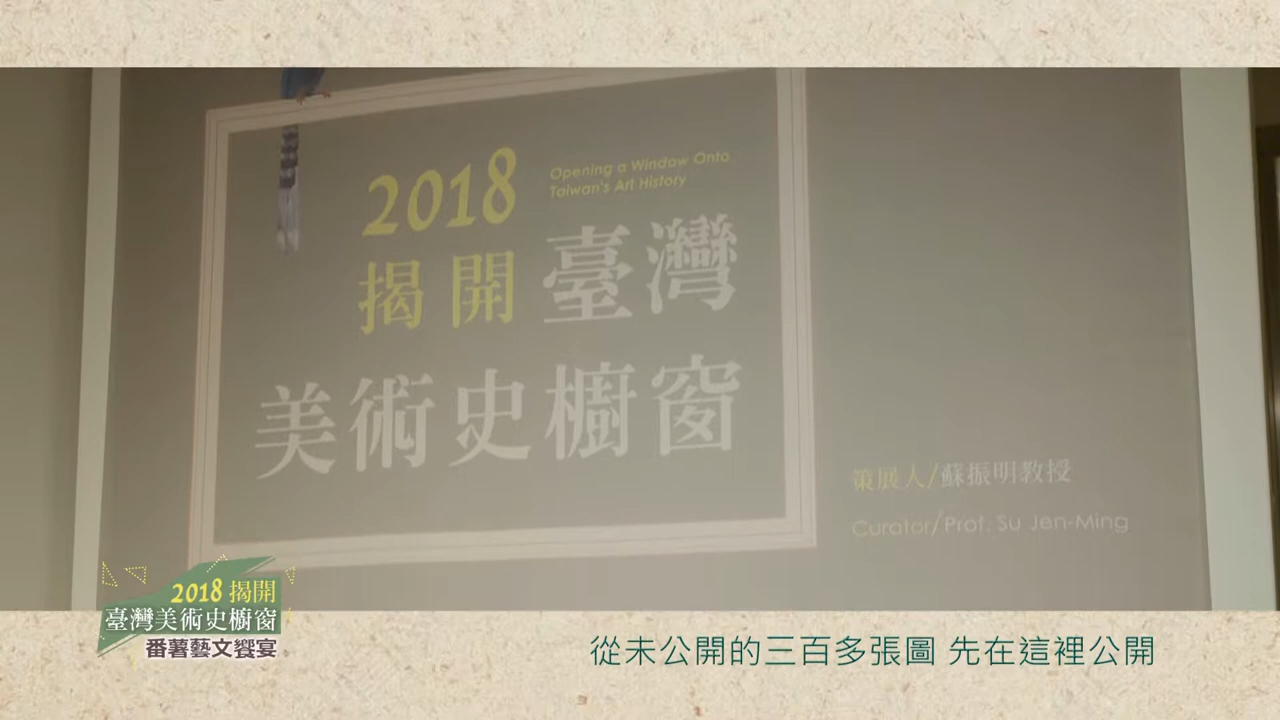 2018
Opening a Window Onto
Taiwan's Art History
揭開臺灣
美術史櫥窗
策展人/蘇振明教授
Curator/Prof. Su Jen-Ming
2018 揭開
臺灣美術史櫥窗
番薯藝文饗宴
從未公開的三百多張圖 先在這裡公開